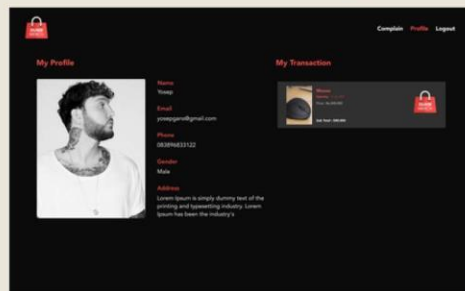 Complain Profile Logout
My Profile
Name
Yosep
Email
yosepgans@gmail.com
Phone
083896833122
Gender
Male
Address
Lorem Ipsum is simply dummy text of the
printing and typesetting industry. Lorem
Ipsum has been the industry's
My Transaction
Mouse